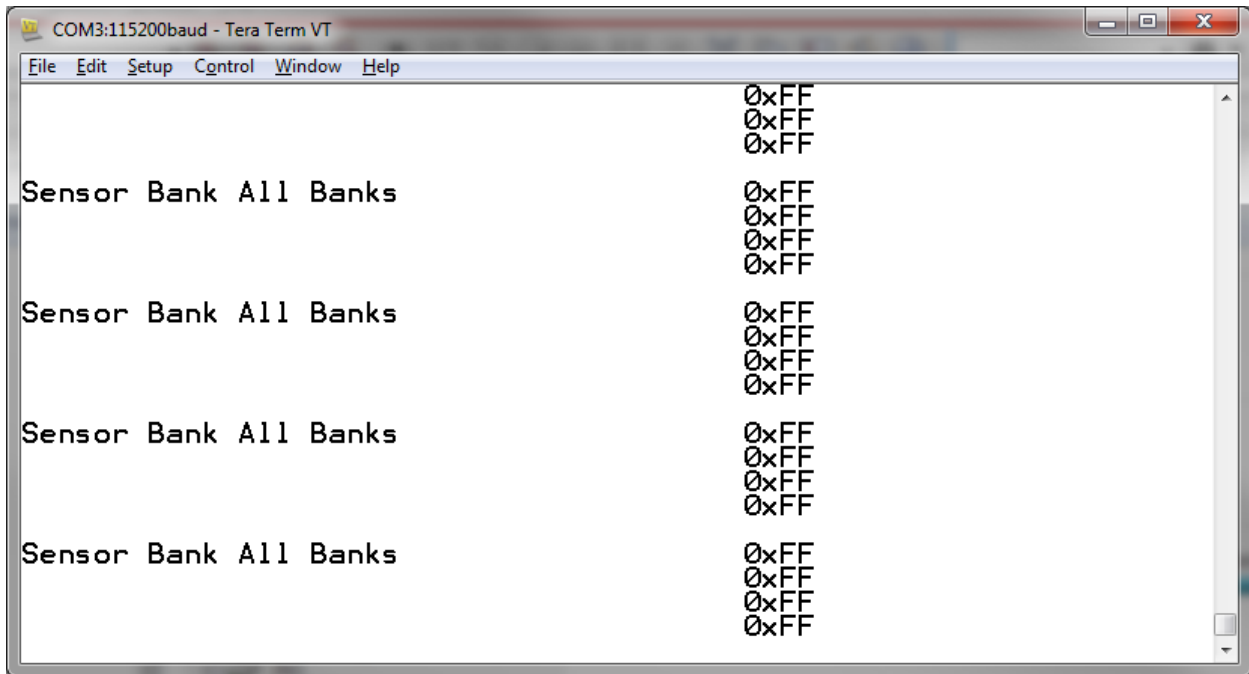 COM3:115200baud - Tera Term VT
File Edit Setup Control Window Help
0xFF
0xFF
0xFF
Sensor Bank All Banks 0xFF
0xFF
0xFF
0xFF
Sensor Bank All Banks 0xFF
0xFF
0xFF
0xFF
Sensor Bank All Banks 0xFF
0xFF
0xFF
0xFF
Sensor Bank All Banks 0xFF
0xFF
0xFF
0xFF